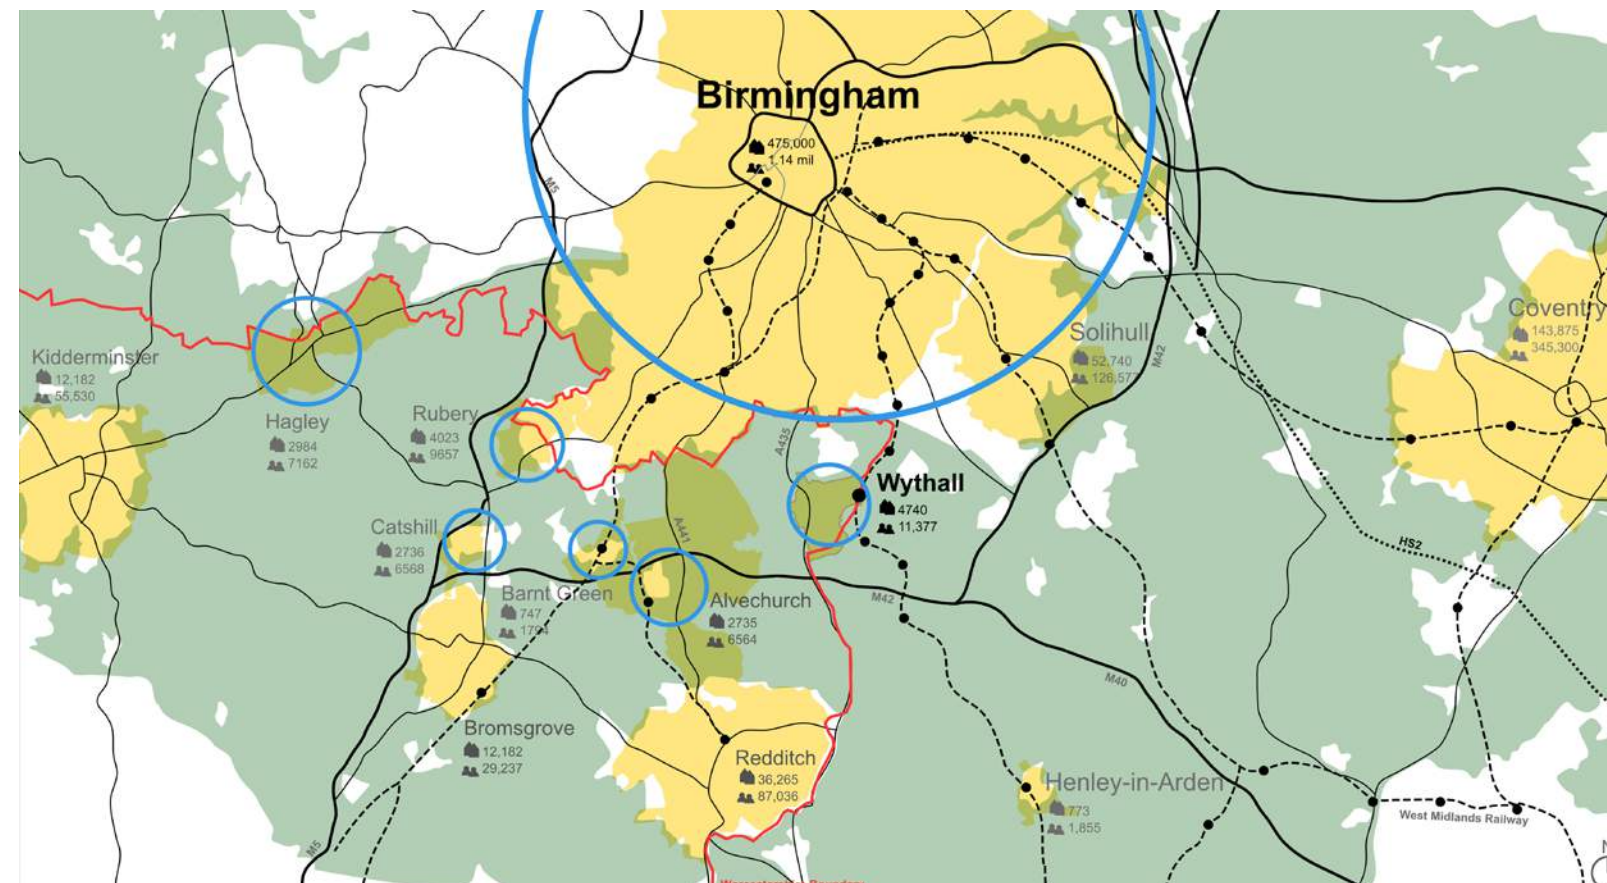 Birmingham
475,000
1.14 mil
M5
Coventry
143,875
345,300
Solihull
52,740
126,577
M42
Kidderminster
12,182
55,530
Hagley
2984
7162
Rubery
4023
9657
A435
Wythall
4740
11,377
Catshill
2736
6568
A441
HS2
Barnt Green
747
1794
Alvechurch
2735
6564
M42
M40
Bromsgrove
12,182
29,237
Redditch
36,265
87,036
Henley-in-Arden
773
1,855
West Midlands Railway
M5
N